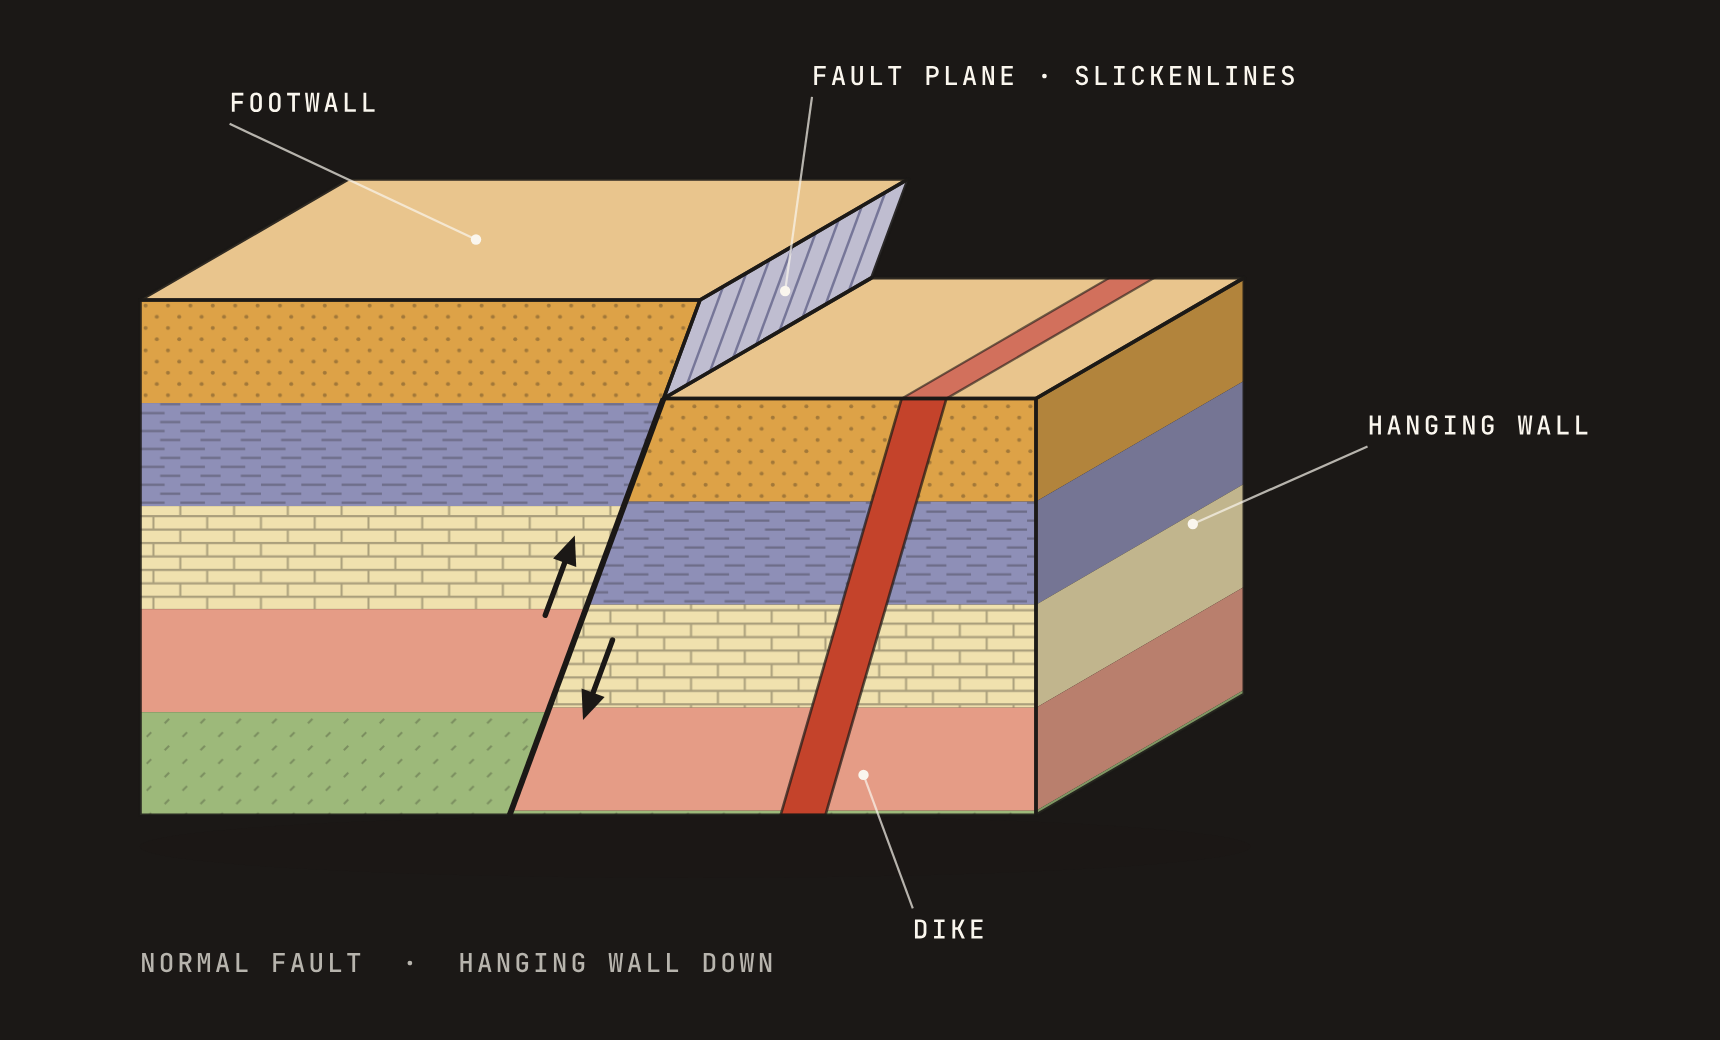 FAULT PLANE · SLICKENLINES
FOOTWALL
HANGING WALL
DIKE
NORMAL FAULT · HANGING WALL DOWN